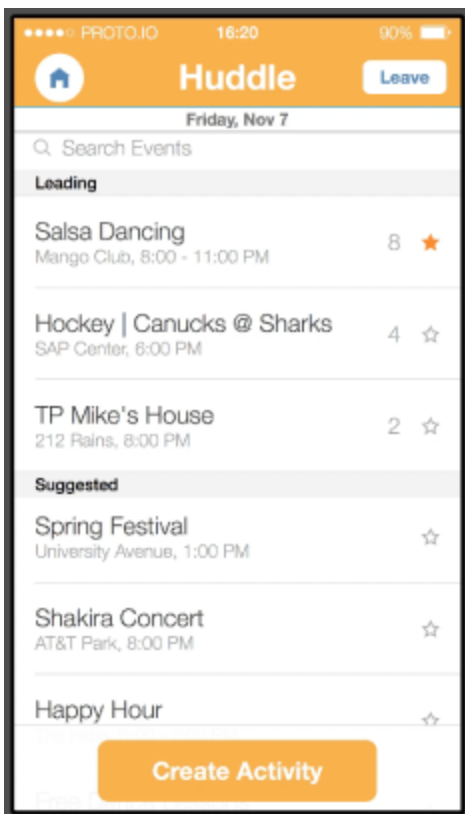 PROTO.IO 16:20 90%
Huddle
Leave
Friday, Nov 7
Search Events
Leading
Salsa Dancing
8
Mango Club, 8:00 - 11:00 PM
Hockey | Canucks @ Sharks
4
SAP Center, 6:00 PM
TP Mike's House
2
212 Rains, 8:00 PM
Suggested
Spring Festival
University Avenue, 1:00 PM
Shakira Concert
AT&T Park, 8:00 PM
Happy Hour
Create Activity